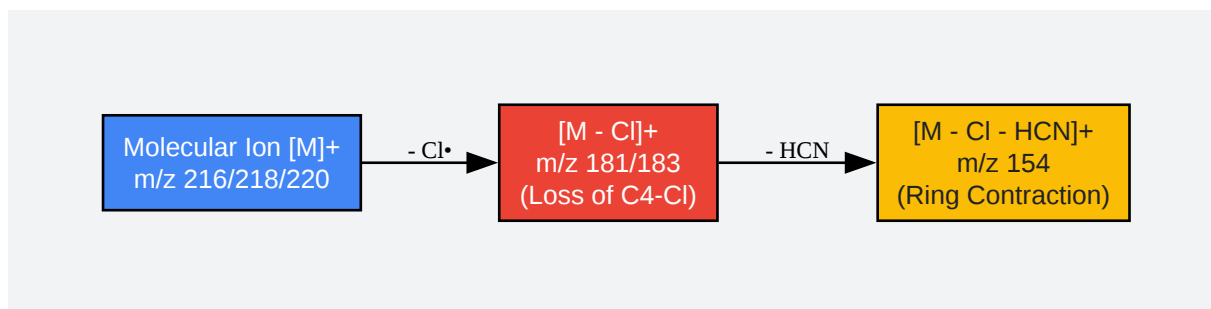 Molecular Ion [M]+
m/z 216/218/220
- Cl•
[M - Cl]+
m/z 181/183
(Loss of C4-Cl)
- HCN
[M - Cl - HCN]+
m/z 154
(Ring Contraction)